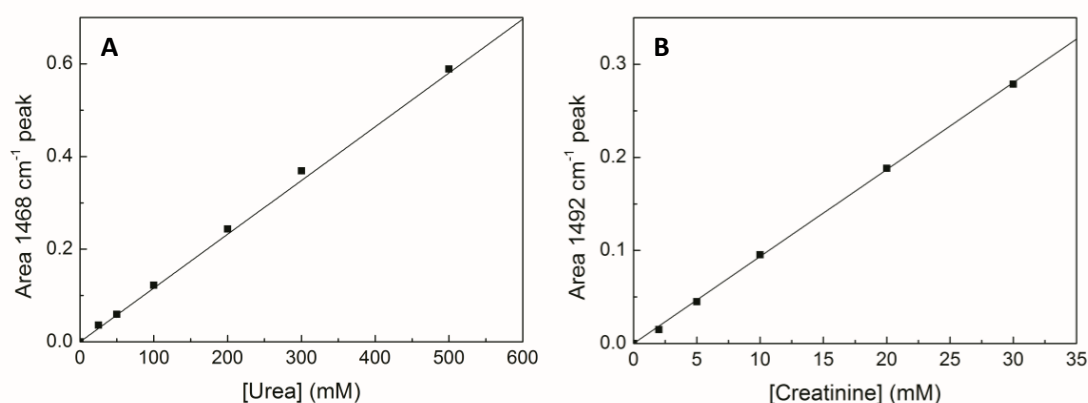 A
Area 1468 cm⁻¹ peak
0.6
0.4
0.2
0.0
100 200 300 400 500 600
[Urea] (mM)
B
Area 1492 cm⁻¹ peak
0.3
0.2
0.1
0.0
0 5 10 15 20 25 30 35
[Creatinine] (mM)